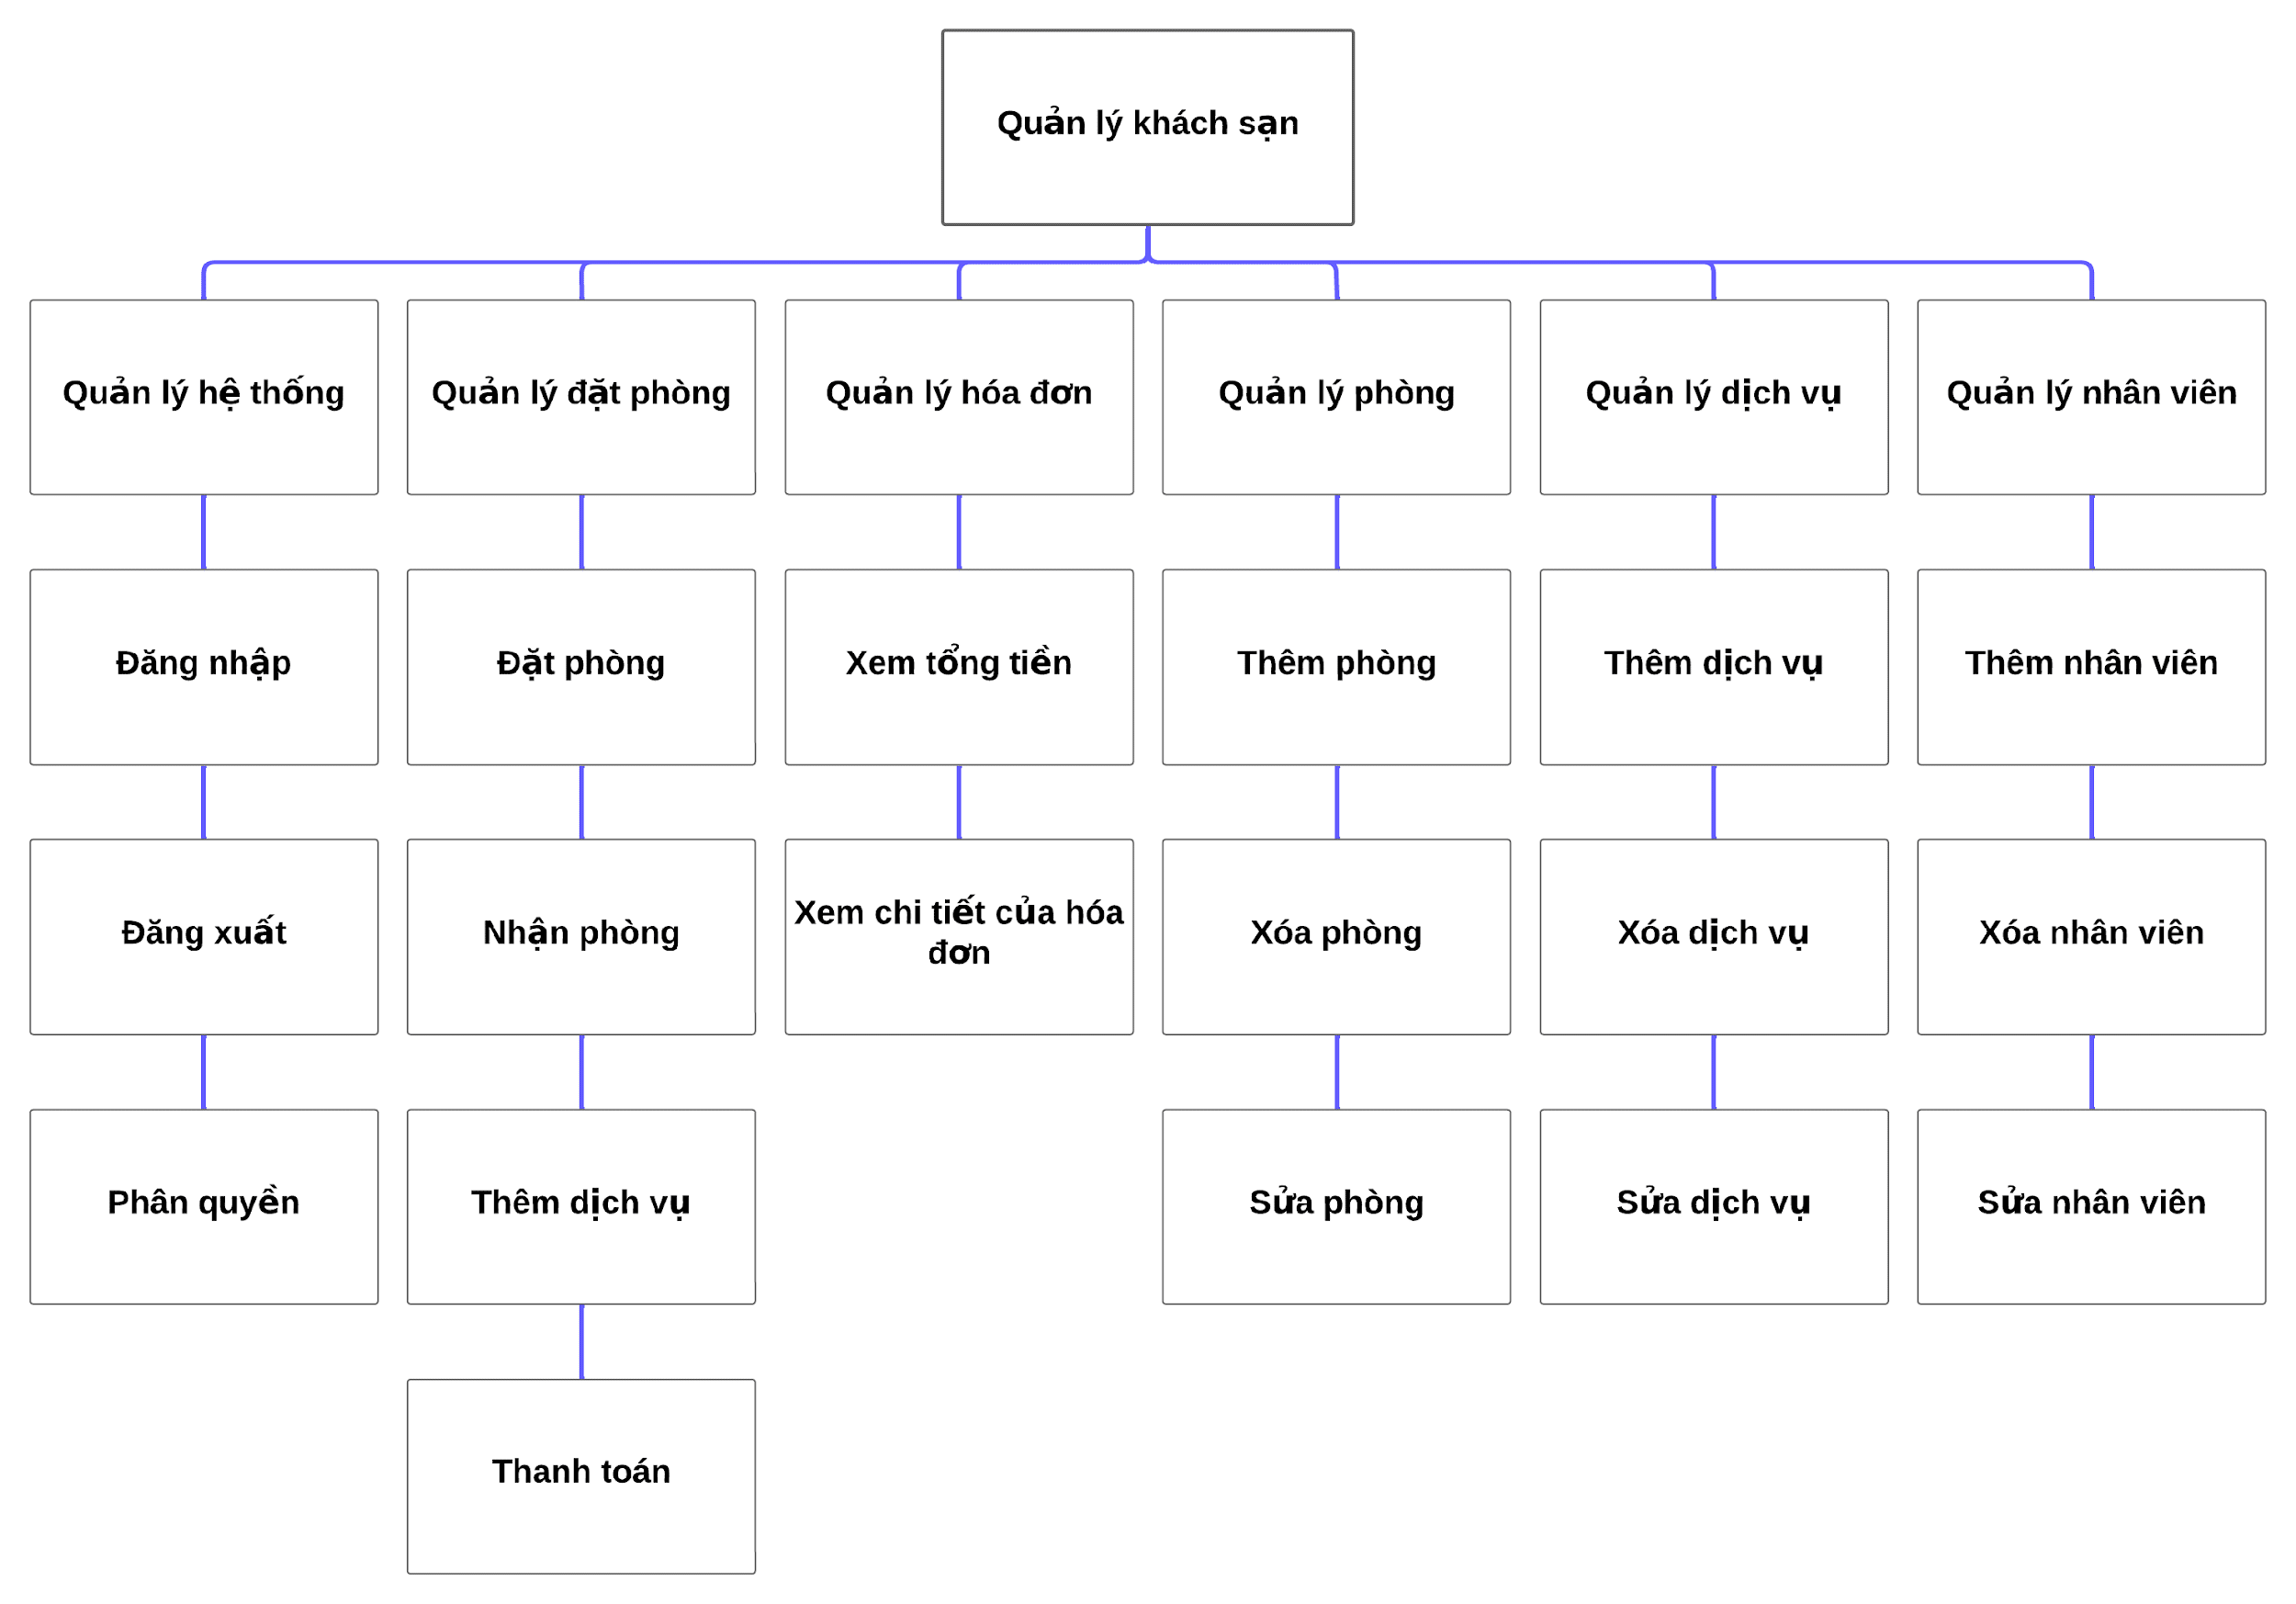 Quản lý khách sạn
Quản lý hệ thống
Quản lý đặt phòng
Quản lý hóa đơn
Quản lý phòng
Quản lý dịch vụ
Quản lý nhân viên
Đăng nhập
Đặt phòng
Xem tổng tiền
Thêm phòng
Thêm dịch vụ
Thêm nhân viên
Đăng xuất
Nhận phòng
Xem chi tiết của hóa
đơn
Xóa phòng
Xóa dịch vụ
Xóa nhân viên
Phân quyền
Thêm dịch vụ
Sửa phòng
Sửa dịch vụ
Sửa nhân viên
Thanh toán